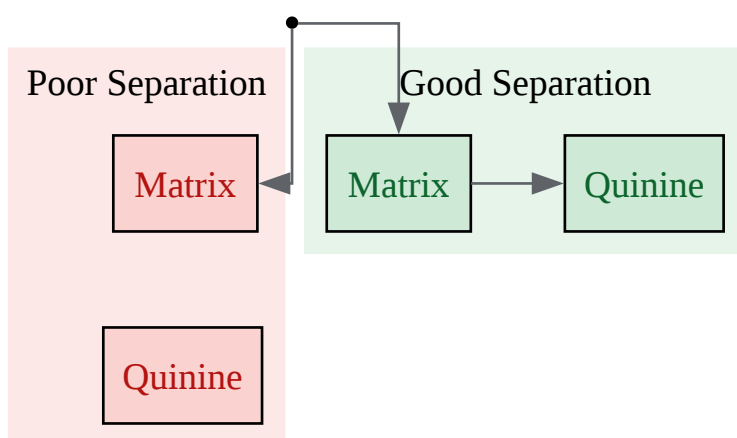 Poor Separation
Matrix
Quinine
Good Separation
Matrix
Quinine